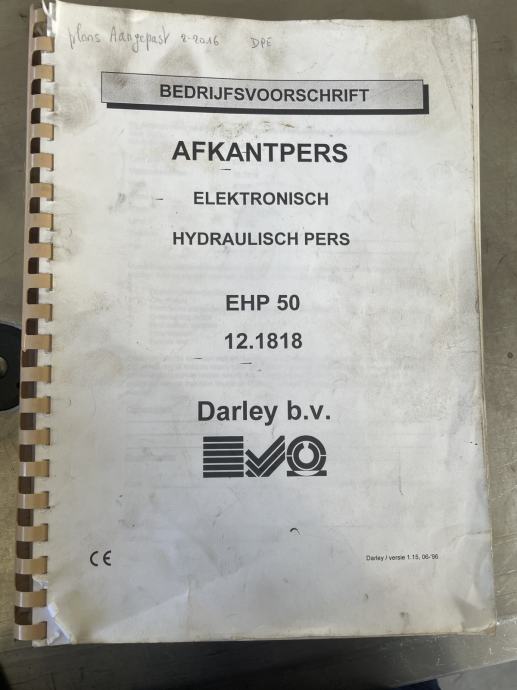 plans Aangepast 2-2016 DPE
BEDRIJFSVOORSCHRIFT
AFKANTPERS
ELEKTRONISCH
HYDRAULISCH PERS
EHP 50
12.1818
Darley b.v.
CE
Darley / versie 1.15, 06-'96